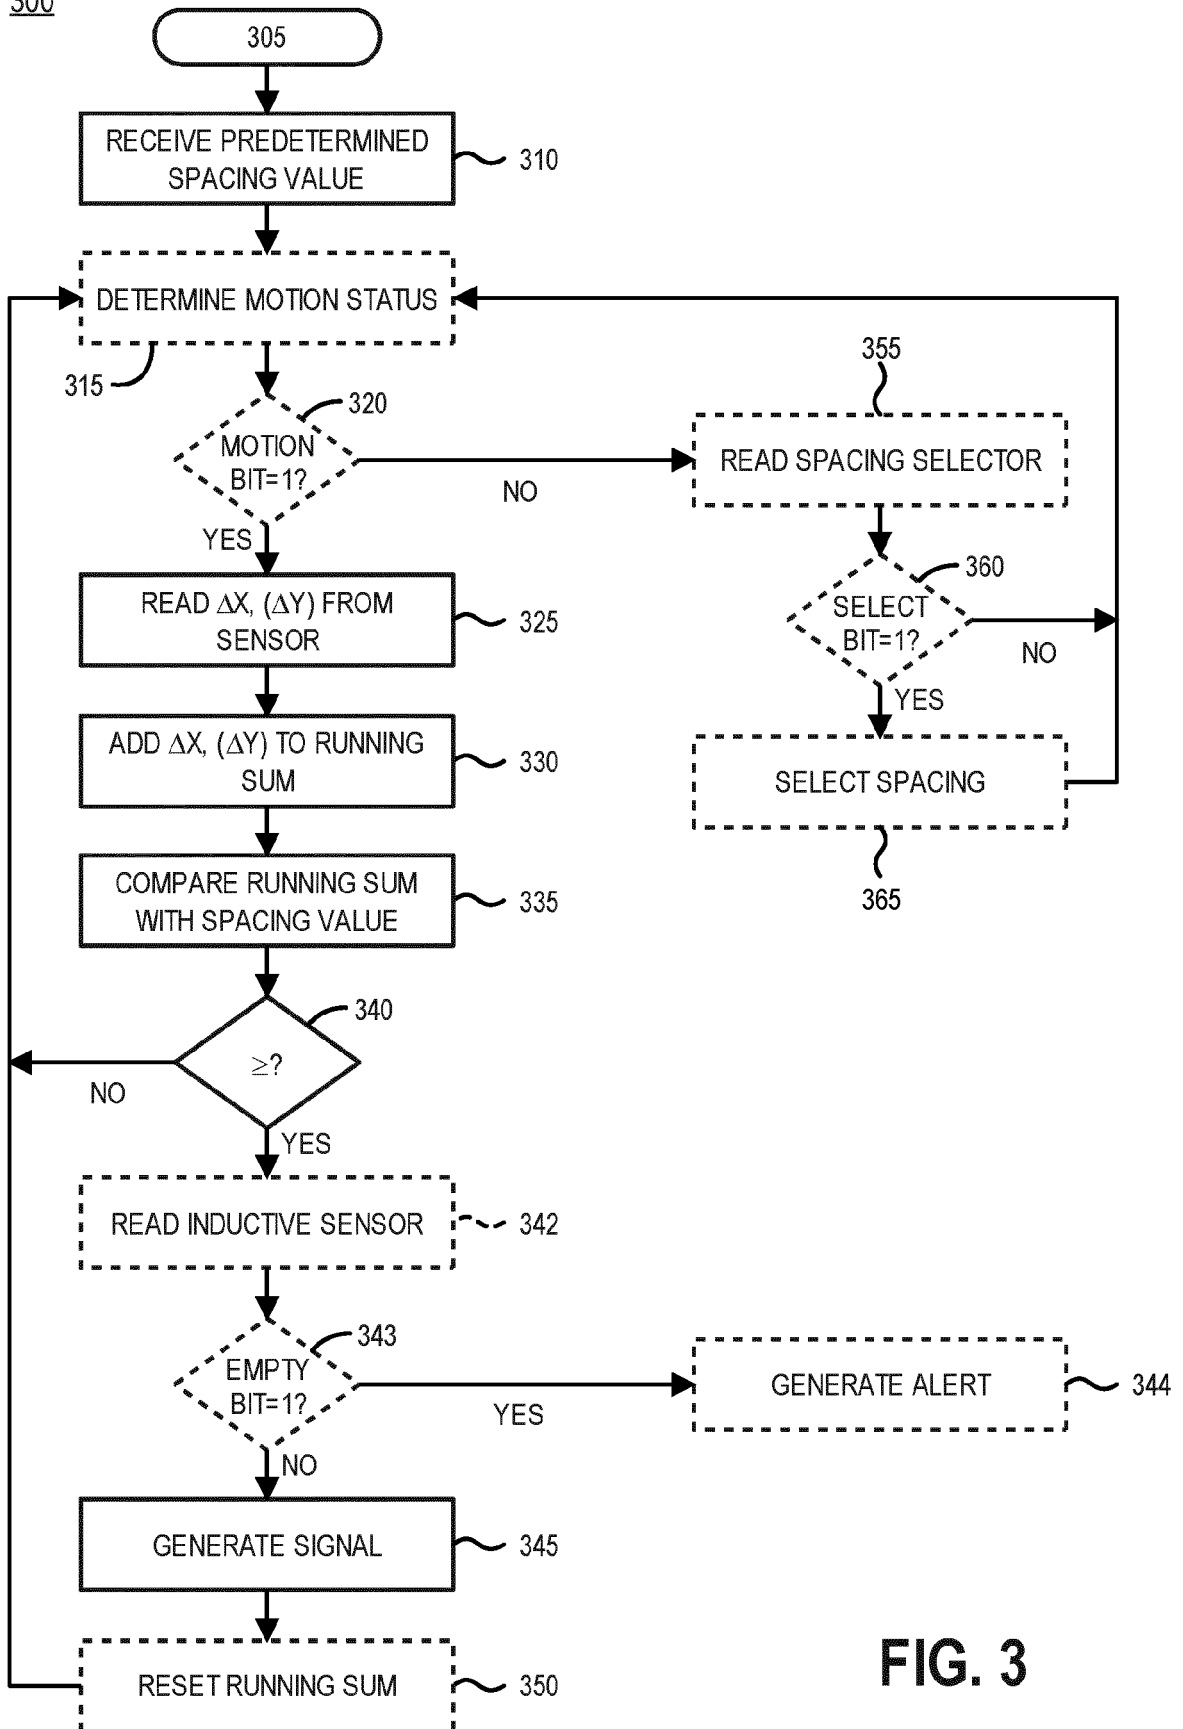 300
305
RECEIVE PREDETERMINED
SPACING VALUE
310
DETERMINE MOTION STATUS
315
320
MOTION
BIT=1?
NO
YES
355
READ SPACING SELECTOR
360
SELECT
BIT=1?
NO
YES
SELECT SPACING
365
READ ΔX, (ΔY) FROM
SENSOR
325
ADD ΔX, (ΔY) TO RUNNING
SUM
330
COMPARE RUNNING SUM
WITH SPACING VALUE
335
340
≥?
NO
YES
READ INDUCTIVE SENSOR
342
343
EMPTY
BIT=1?
YES
NO
GENERATE ALERT
344
GENERATE SIGNAL
345
RESET RUNNING SUM
350
FIG. 3